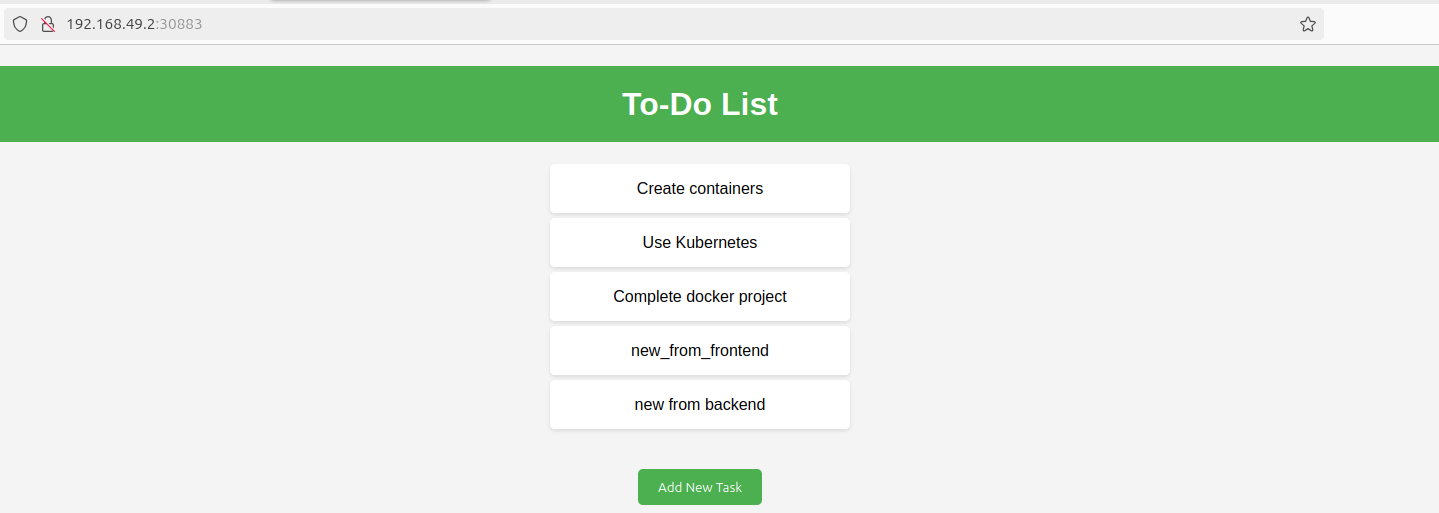 192.168.49.2:30883
To-Do List
Create containers
Use Kubernetes
Complete docker project
new_from_frontend
new from backend
Add New Task